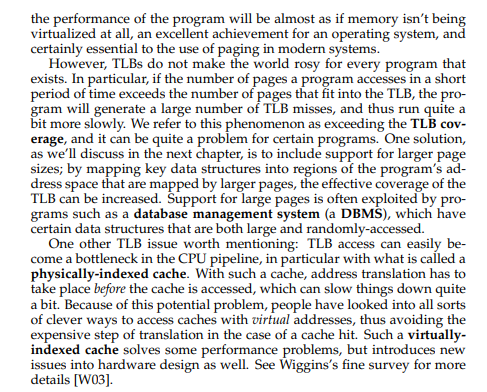 the performance of the program will be almost as if memory isn't being
virtualized at all, an excellent achievement for an operating system, and
certainly essential to the use of paging in modern systems.
However, TLBs do not make the world rosy for every program that
exists. In particular, if the number of pages a program accesses in a short
period of time exceeds the number of pages that fit into the TLB, the pro-
gram will generate a large number of TLB misses, and thus run quite a
bit more slowly. We refer to this phenomenon as exceeding the TLB cov-
erage, and it can be quite a problem for certain programs. One solution,
as we'll discuss in the next chapter, is to include support for larger page
sizes; by mapping key data structures into regions of the program's ad-
dress space that are mapped by larger pages, the effective coverage of the
TLB can be increased. Support for large pages is often exploited by pro-
grams such as a database management system (a DBMS), which have
certain data structures that are both large and randomly-accessed.
One other TLB issue worth mentioning: TLB access can easily be-
come a bottleneck in the CPU pipeline, in particular with what is called a
physically-indexed cache. With such a cache, address translation has to
take place before the cache is accessed, which can slow things down quite
a bit. Because of this potential problem, people have looked into all sorts
of clever ways to access caches with virtual addresses, thus avoiding the
expensive step of translation in the case of a cache hit. Such a virtually-
indexed cache solves some performance problems, but introduces new
issues into hardware design as well. See Wiggins's fine survey for more
details [W03].